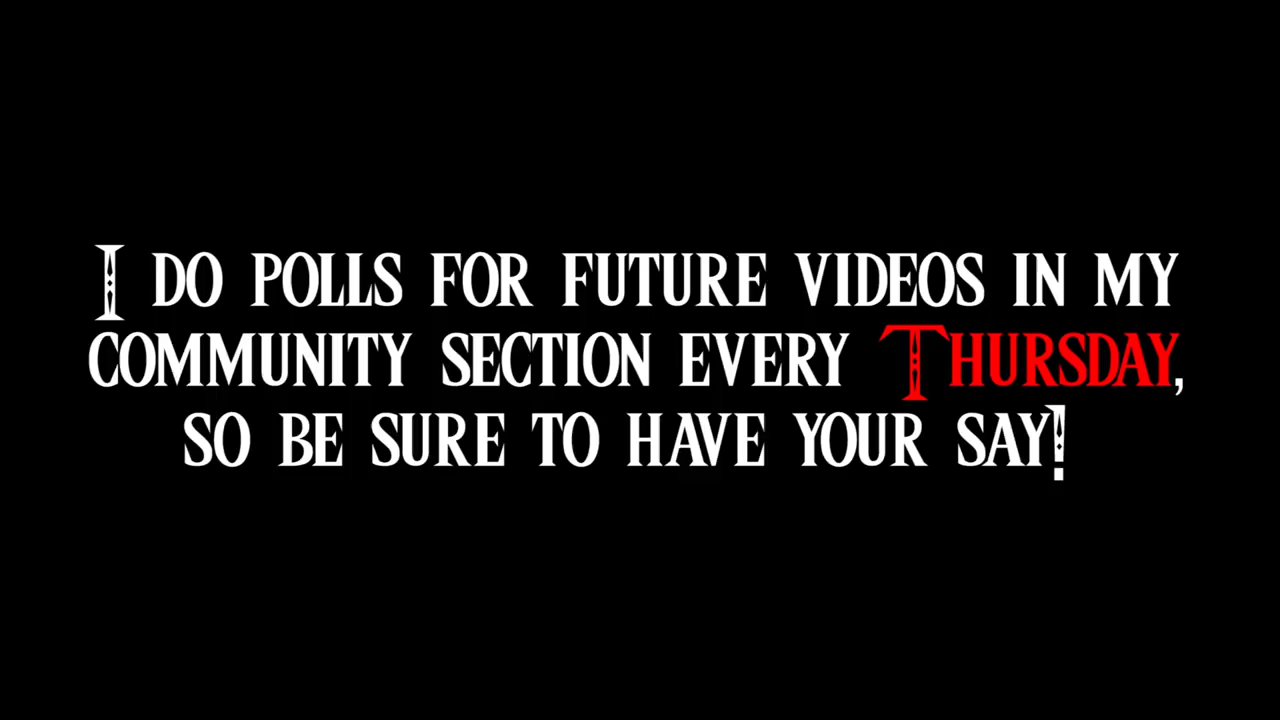 I do polls for future videos in my
community section every Thursday,
so be sure to have your say!